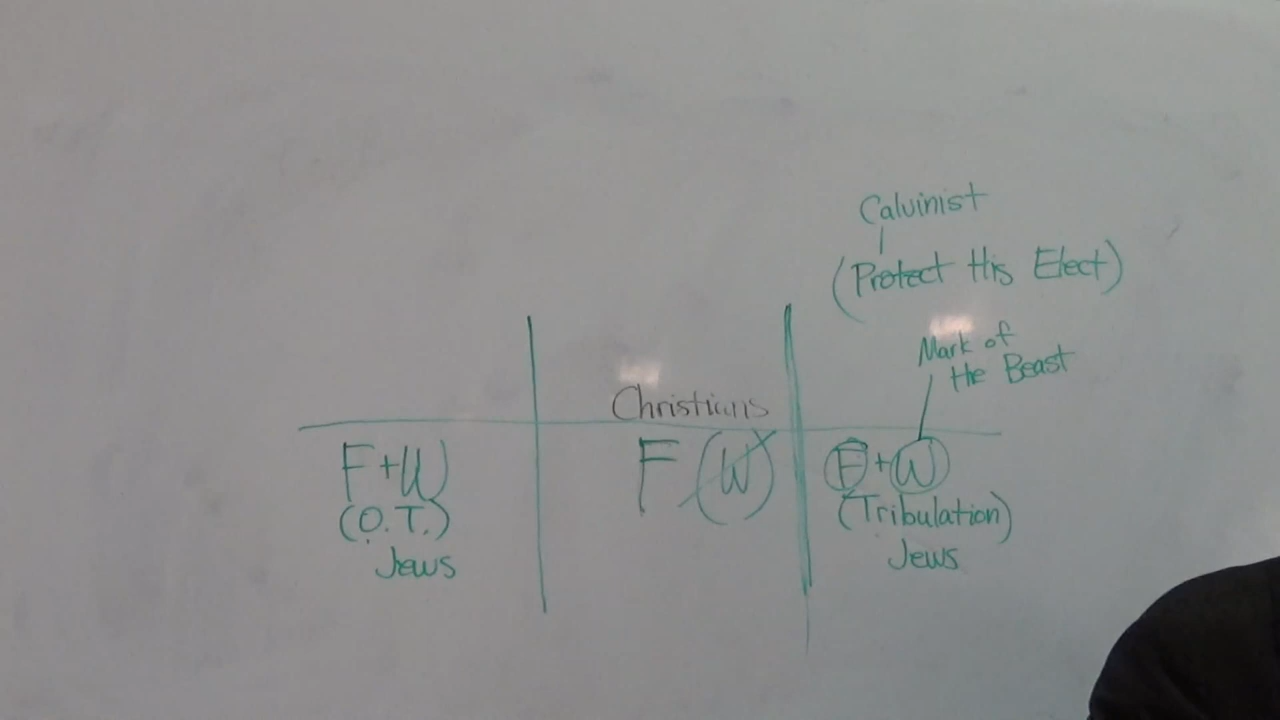 Calvinist
(Protect His Elect)
Mark of
the Beast
Christians
F+W
(O.T.)
Jews
F (W)
F+W
(Tribulation)
Jews